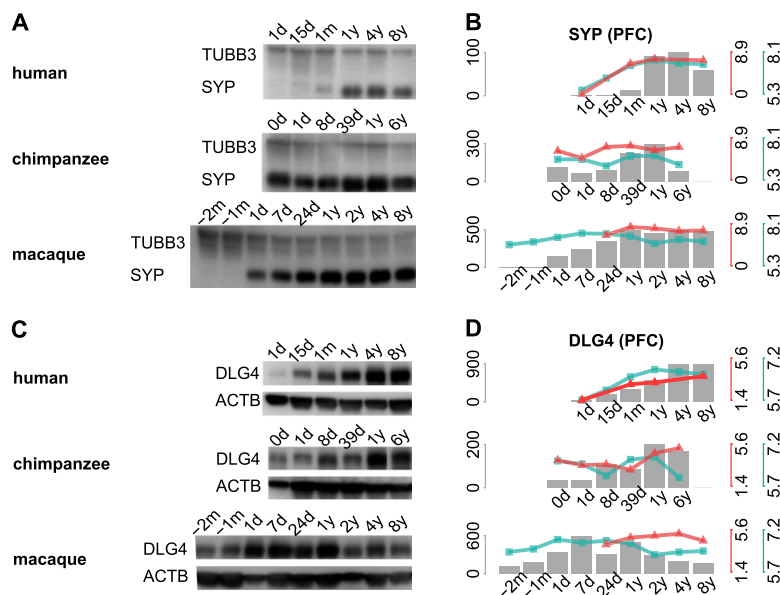 A
1d 15d 1m 1y 4y 8y
human
TUBB3
SYP
0d 1d 8d 39d 1y 6y
chimpanzee
TUBB3
SYP
−2m −1m 1d 7d 24d 1y 2y 4y 8y
macaque
TUBB3
SYP
B
SYP (PFC)
100
0
8.9
0
8.1
5.3
1d 15d 1m 1y 4y 8y
300
0
8.9
0
8.1
5.3
0d 1d 8d 39d 1y 6y
500
0
8.9
0
8.1
5.3
−2m −1m 1d 7d 24d 1y 2y 4y 8y
C
1d 15d 1m 1y 4y 8y
human
DLG4
ACTB
0d 1d 8d 39d 1y 6y
chimpanzee
DLG4
ACTB
−2m −1m 1d 7d 24d 1y 2y 4y 8y
macaque
DLG4
ACTB
D
DLG4 (PFC)
900
0
5.6
1.4
7.2
5.7
1d 15d 1m 1y 4y 8y
200
0
5.6
1.4
7.2
5.7
0d 1d 8d 39d 1y 6y
600
0
5.6
1.4
7.2
5.7
−2m −1m 1d 7d 24d 1y 2y 4y 8y